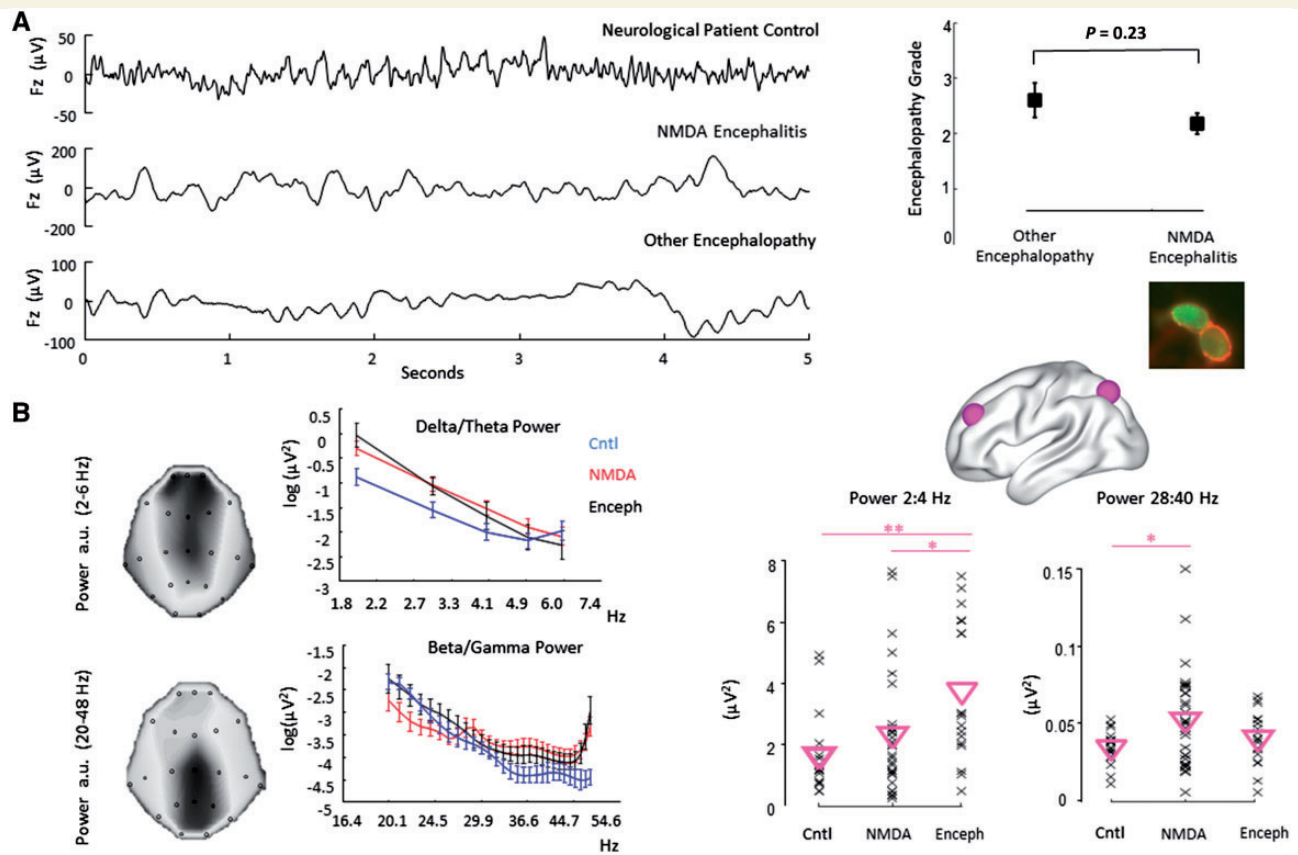 A
Neurological Patient Control
Fz (µV)
50
0
-50
NMDA Encephalitis
Fz (µV)
200
0
-200
Other Encephalopathy
Fz (µV)
100
0
-100
0 1 2 3 4 5
Seconds
Encephalopathy Grade
4
3
2
1
0
P = 0.23
Other
Encephalopathy
NMDA
Encephalitis
B
Power a.u. (2-6 Hz)
Delta/Theta Power
log (µV²)
0.5
0
-0.5
-1
-1.5
-2
-2.5
-3
Cntl
NMDA
Enceph
1.8 2.2 2.7 3.3 4.1 4.9 6.0 7.4
Hz
Power a.u. (20-48 Hz)
Beta/Gamma Power
log(µV²)
-1.5
-2
-2.5
-3
-3.5
-4
-4.5
-5
16.4 20.1 24.5 29.9 36.6 44.7 54.6
Hz
Power 2:4 Hz
**
*
(µV²)
8
6
4
2
0
Cntl NMDA Enceph
Power 28:40 Hz
*
(µV²)
0.15
0.1
0.05
0
Cntl NMDA Enceph